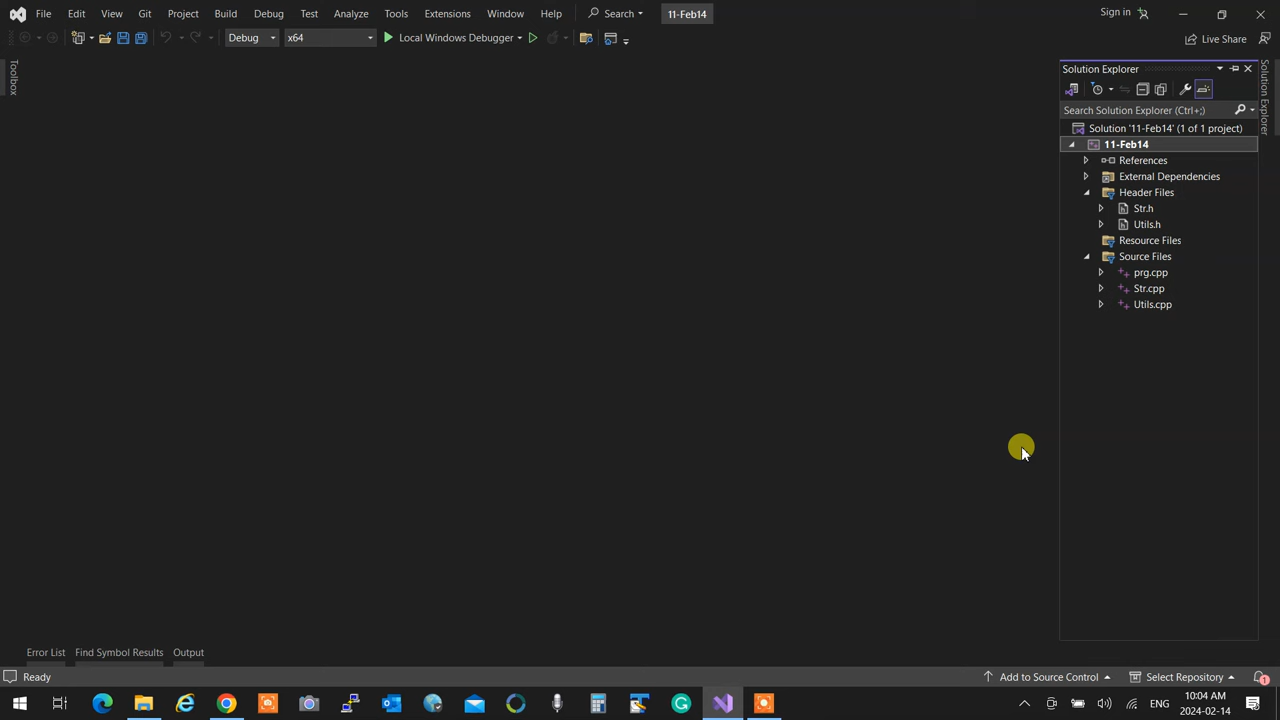 File Edit View Git Project Build Debug Test Analyze Tools Extensions Window Help Search 11-Feb14 Sign in
Debug x64 Local Windows Debugger Live Share
Toolbox
Solution Explorer
Solution Explorer
Search Solution Explorer (Ctrl+;)
Solution '11-Feb14' (1 of 1 project)
11-Feb14
References
External Dependencies
Header Files
Str.h
Utils.h
Resource Files
Source Files
prg.cpp
Str.cpp
Utils.cpp
Error List Find Symbol Results Output
Ready Add to Source Control Select Repository 1
ENG 10:04 AM
2024-02-14